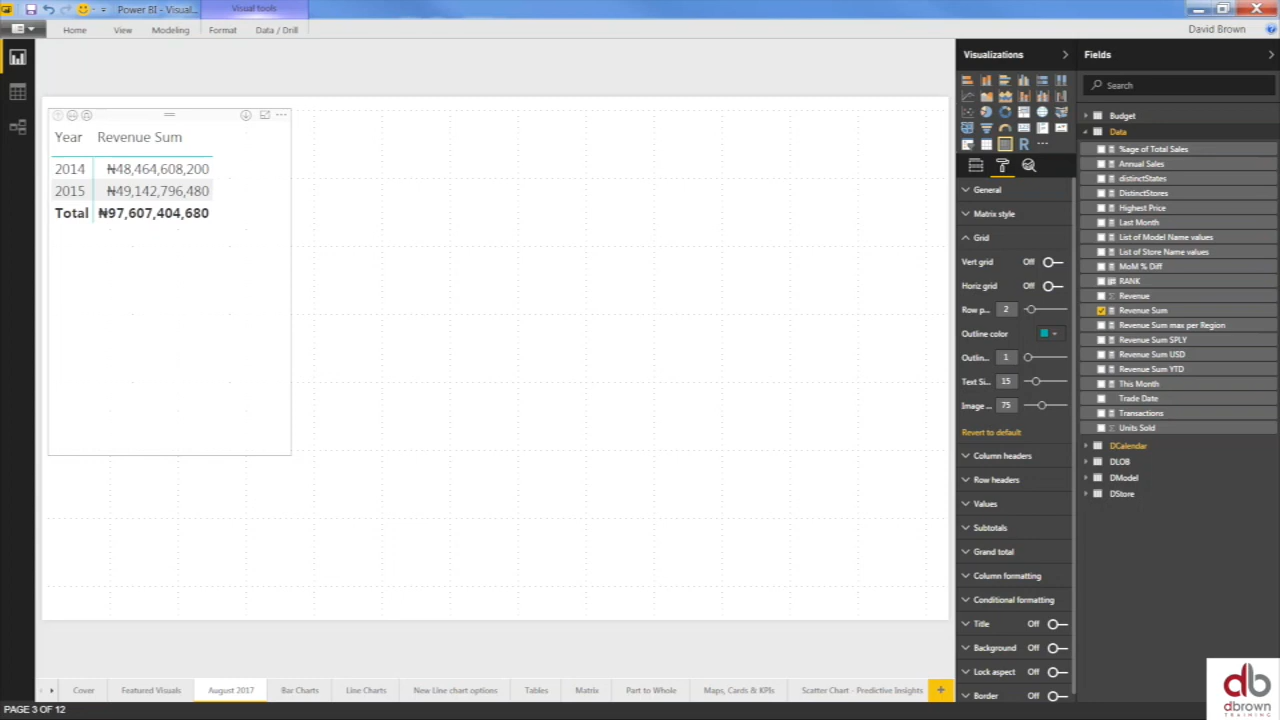 Power BI - Visual...
Visual tools
Home
View
Modeling
Format
Data / Drill
David Brown
Year
Revenue Sum
2014
₦48,464,608,200
2015
₦49,142,796,480
Total
₦97,607,404,680
Visualizations
General
Matrix style
Grid
Vert grid
Off
Horiz grid
Off
Row p...
2
Outline color
Outlin...
1
Text Si...
15
Image ...
75
Revert to default
Column headers
Row headers
Values
Subtotals
Grand total
Column formatting
Conditional formatting
Title
Off
Background
Off
Lock aspect
Off
Border
Off
Fields
Search
Budget
Data
%age of Total Sales
Annual Sales
distinctStates
DistinctStores
Highest Price
Last Month
List of Model Name values
List of Store Name values
MoM % Diff
RANK
Revenue
Revenue Sum
Revenue Sum max per Region
Revenue Sum SPLY
Revenue Sum USD
Revenue Sum YTD
This Month
Trade Date
Transactions
Units Sold
DCalendar
DLOB
DModel
DStore
Cover
Featured Visuals
August 2017
Bar Charts
Line Charts
New Line chart options
Tables
Matrix
Part to Whole
Maps, Cards & KPIs
Scatter Chart - Predictive Insights
PAGE 3 OF 12
db
dbrown
TRAINING